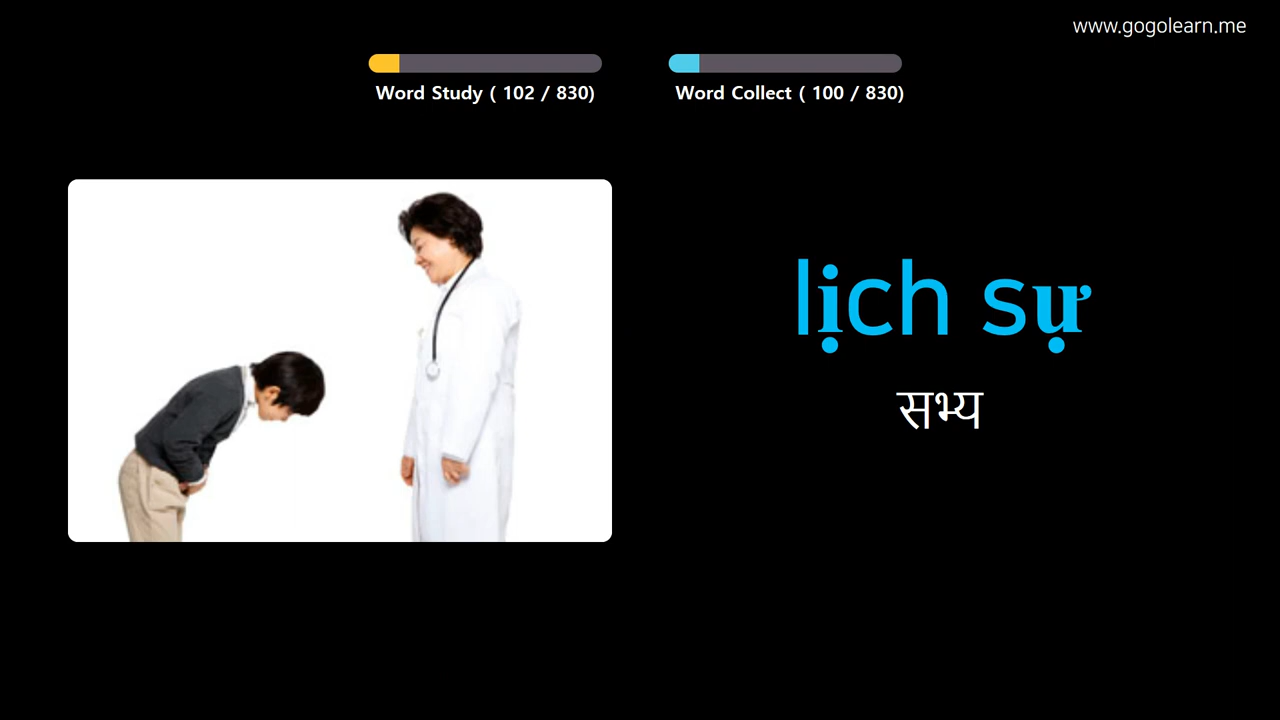 www.gogolearn.me
Word Study ( 102 / 830)
Word Collect ( 100 / 830)
lịch sự
सभ्य